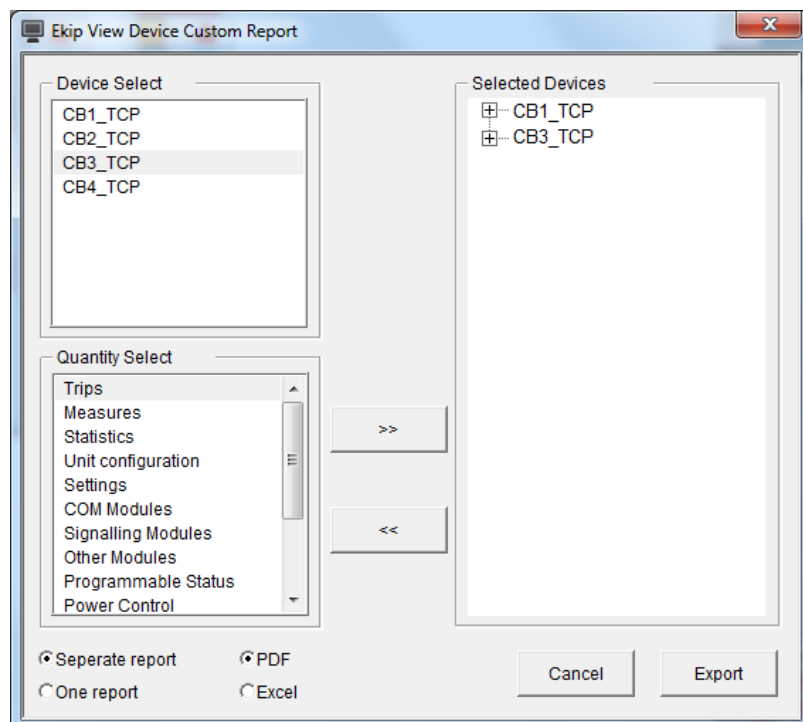 Ekip View Device Custom Report
Device Select
CB1_TCP
CB2_TCP
CB3_TCP
CB4_TCP
Quantity Select
Trips
Measures
Statistics
Unit configuration
Settings
COM Modules
Signalling Modules
Other Modules
Programmable Status
Power Control
Seperate report
PDF
One report
Excel
>>
<<
Selected Devices
CB1_TCP
CB3_TCP
Cancel
Export